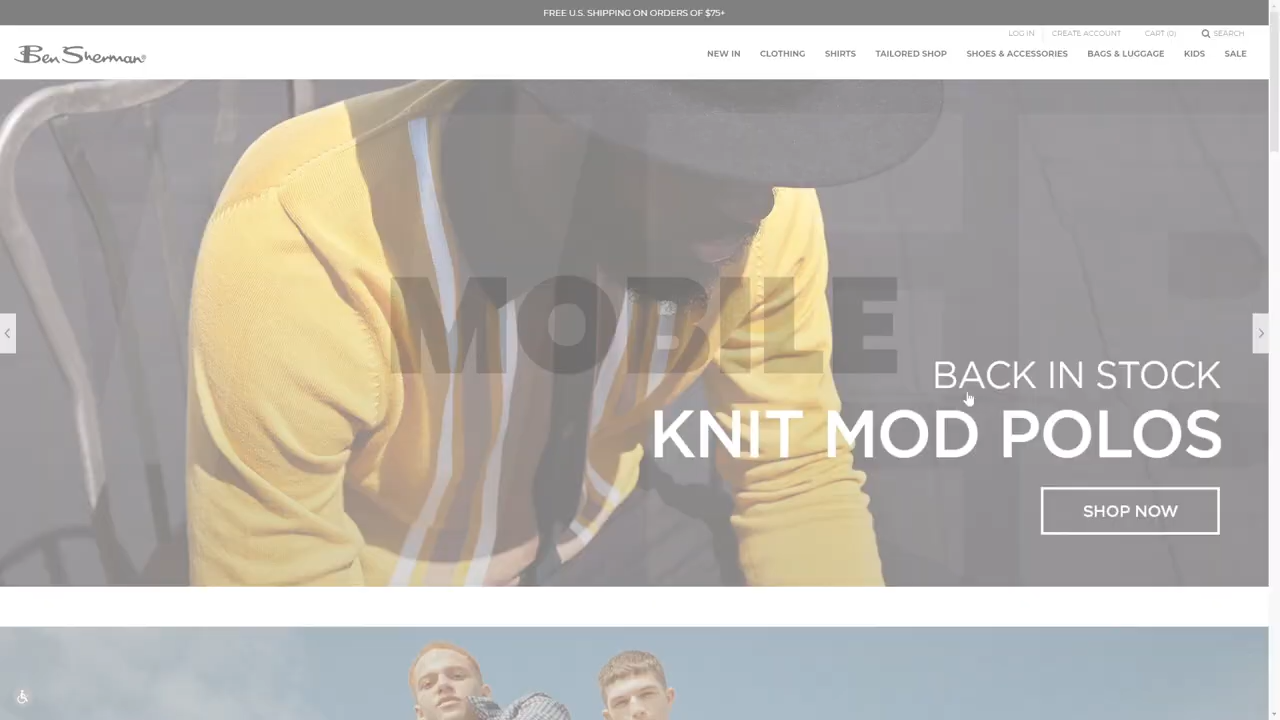 FREE U.S. SHIPPING ON ORDERS OF $75+
LOG IN
CREATE ACCOUNT
CART (0)
SEARCH
Ben Sherman®
NEW IN
CLOTHING
SHIRTS
TAILORED SHOP
SHOES & ACCESSORIES
BAGS & LUGGAGE
KIDS
SALE
MOBILE
BACK IN STOCK
KNIT MOD POLOS
SHOP NOW